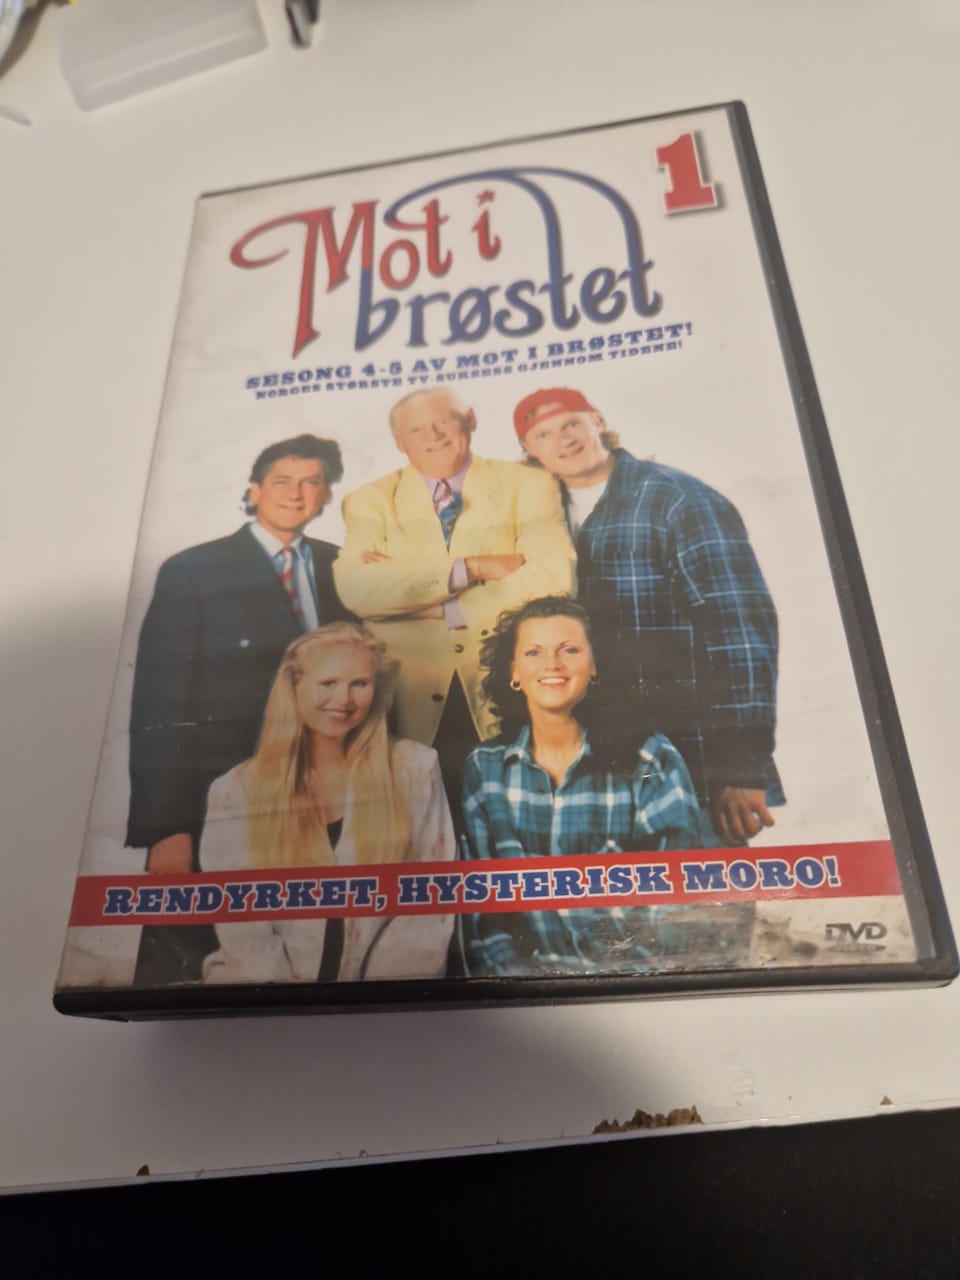 1
Mot i
brøstet
SESONG 4-5 AV MOT I BRØSTET!
NORGES STØRSTE TV-SUKSESS GJENNOM TIDENE!
RENDYRKET, HYSTERISK MORO!
DVD
VIDEO